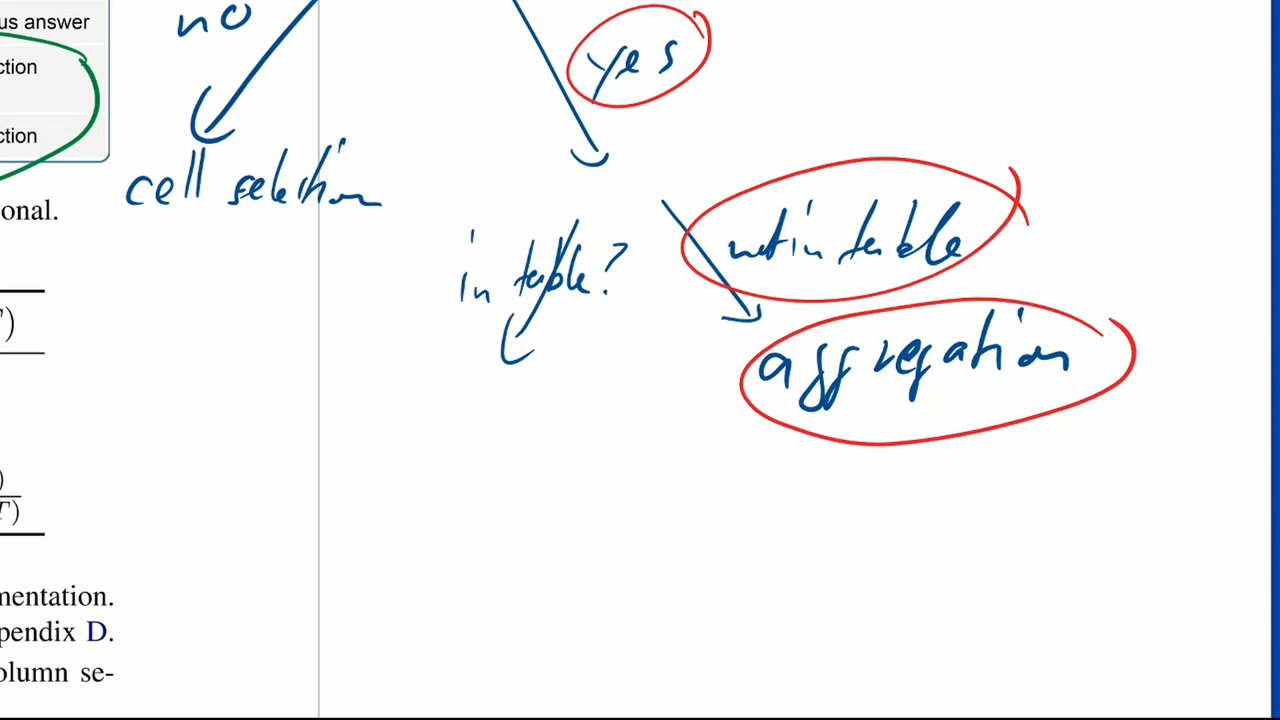 us answer
ction
ction
onal.
T)
)
T)
mentation.
pendix D.
olumn se-
no
yes
cell selection
in table?
not in table
aggregation